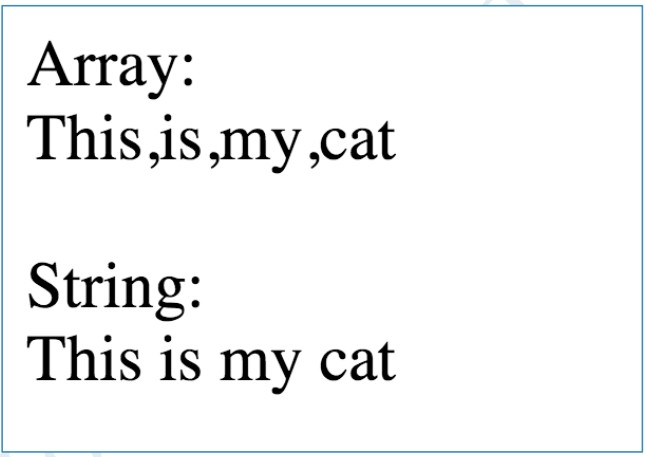 Array:
This,is,my,cat
String:
This is my cat